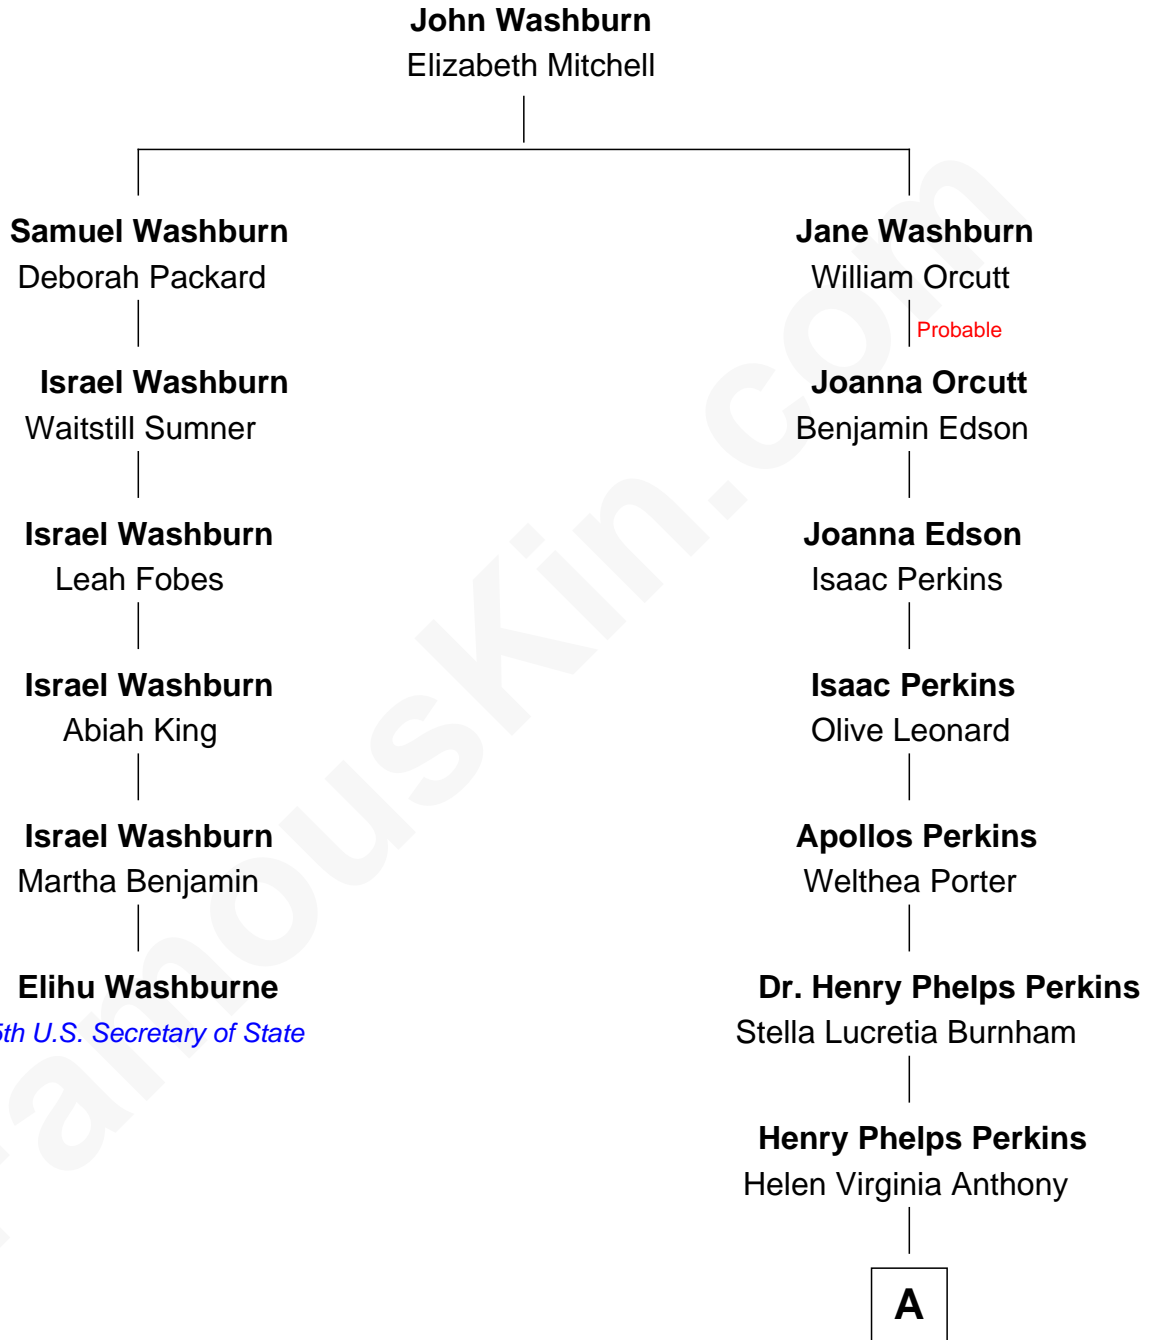 John Washburn
Elizabeth Mitchell
Samuel Washburn
Deborah Packard
Jane Washburn
William Orcutt
Probable
Israel Washburn
Waitstill Sumner
Joanna Orcutt
Benjamin Edson
Israel Washburn
Leah Fobes
Joanna Edson
Isaac Perkins
Israel Washburn
Abiah King
Isaac Perkins
Olive Leonard
Israel Washburn
Martha Benjamin
Apollos Perkins
Welthea Porter
Elihu Washburne
5th U.S. Secretary of State
Dr. Henry Phelps Perkins
Stella Lucretia Burnham
Henry Phelps Perkins
Helen Virginia Anthony
A
FamousKin.com